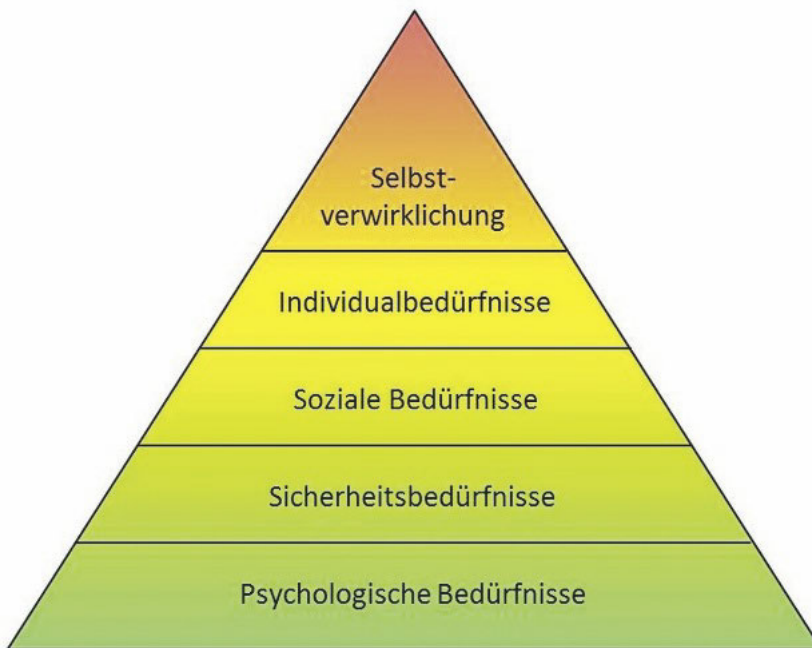 Selbst-
verwirklichung
Individualbedürfnisse
Soziale Bedürfnisse
Sicherheitsbedürfnisse
Psychologische Bedürfnisse